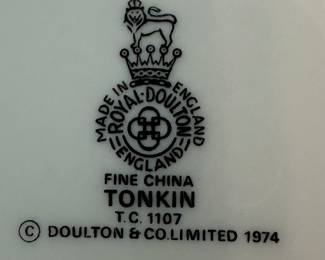 MADE IN ENGLAND
ROYAL·DOULTON
ENGLAND
FINE CHINA
TONKIN
T.C. 1107
© DOULTON & CO.LIMITED 1974